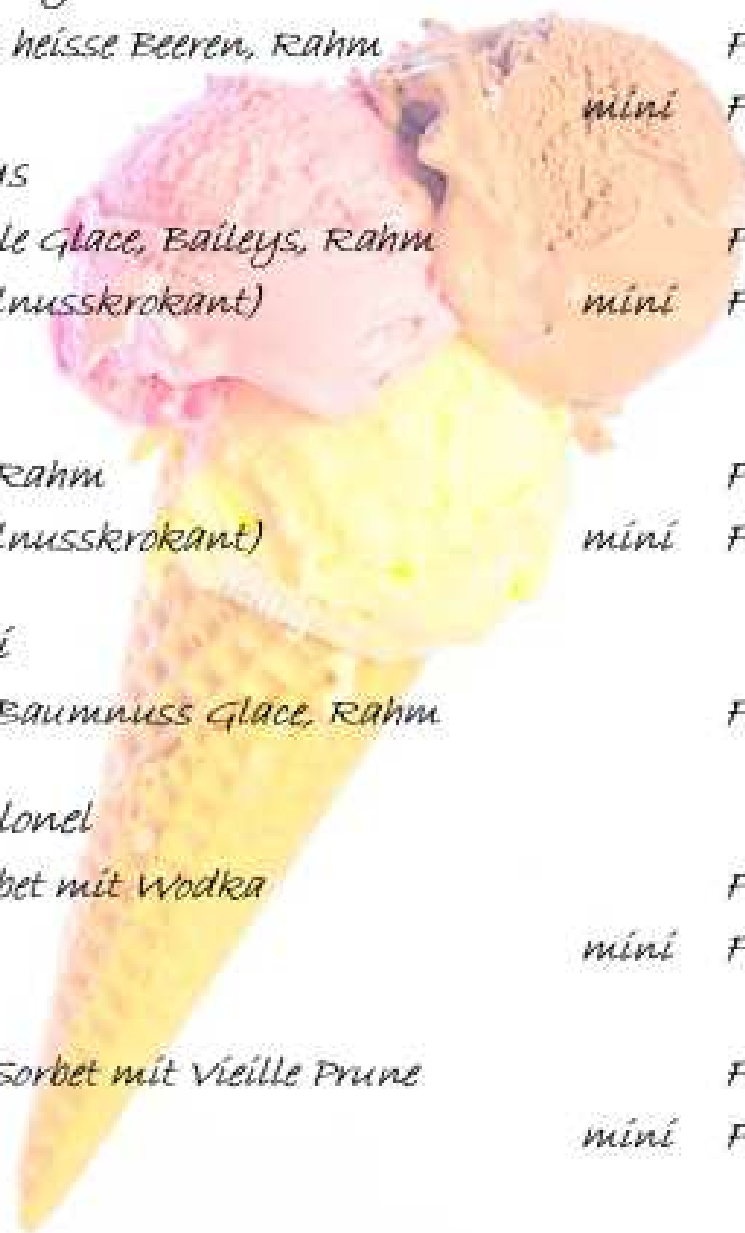 heisse Beeren, Rahm F
mini F
us
le Glace, Baileys, Rahm F
(nusskrokant) mini F
Rahm F
(nusskrokant) mini F
i
Baumnuss Glace, Rahm F
lonel
bet mit Wodka F
mini F
Sorbet mit Vieille Prune F
mini F